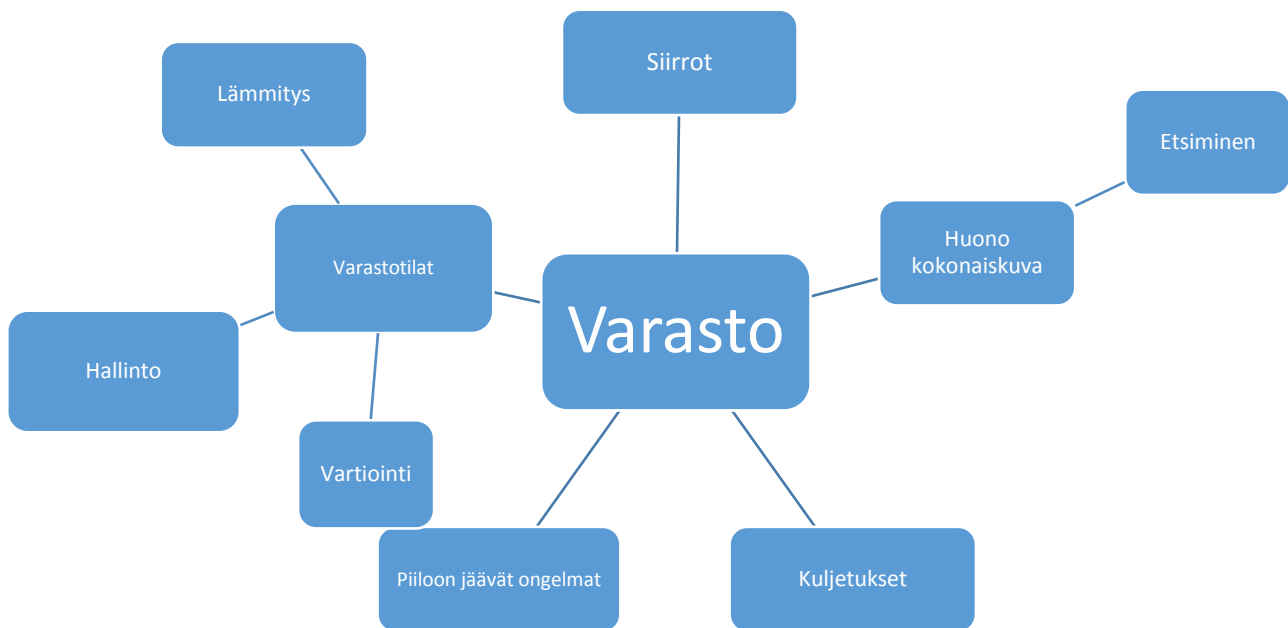 Siirrot
Lämmitys
Etsiminen
Huono
kokonaiskuva
Varastotilat
Varasto
Hallinto
Vartiointi
Piiloon jäävät ongelmat
Kuljetukset